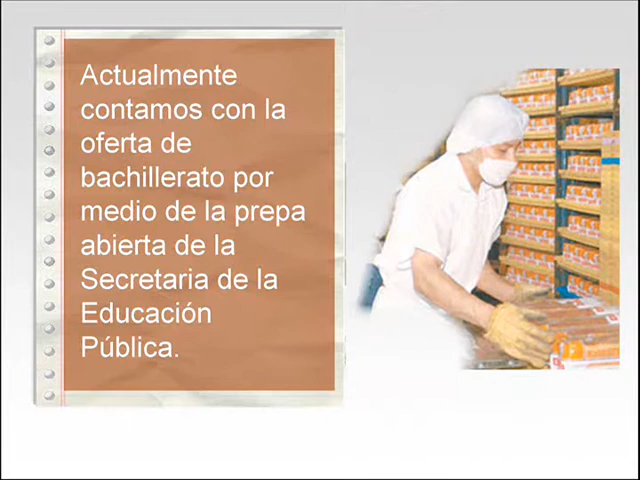 Actualmente
contamos con la
oferta de
bachillerato por
medio de la prepa
abierta de la
Secretaria de la
Educación
Pública.